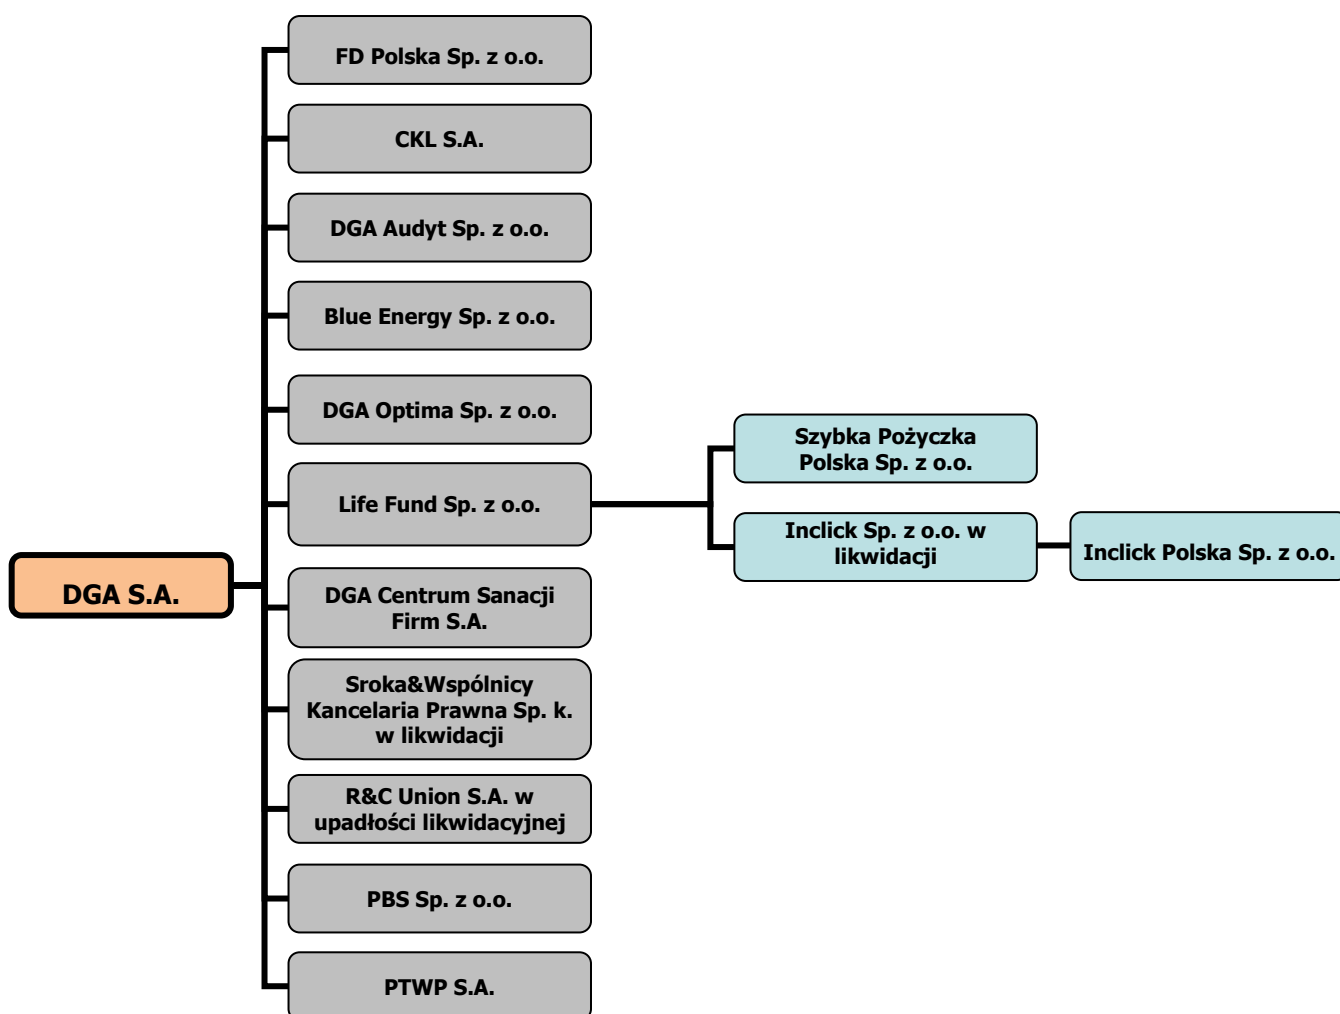 FD Polska Sp. z o.o.
CKL S.A.
DGA Audyt Sp. z o.o.
Blue Energy Sp. z o.o.
DGA Optima Sp. z o.o.
Life Fund Sp. z o.o.
Szybka Pożyczka
Polska Sp. z o.o.
Inclick Sp. z o.o. w
likwidacji
Inclick Polska Sp. z o.o.
DGA S.A.
DGA Centrum Sanacji
Firm S.A.
Sroka&Wspólnicy
Kancelaria Prawna Sp. k.
w likwidacji
R&C Union S.A. w
upadłości likwidacyjnej
PBS Sp. z o.o.
PTWP S.A.